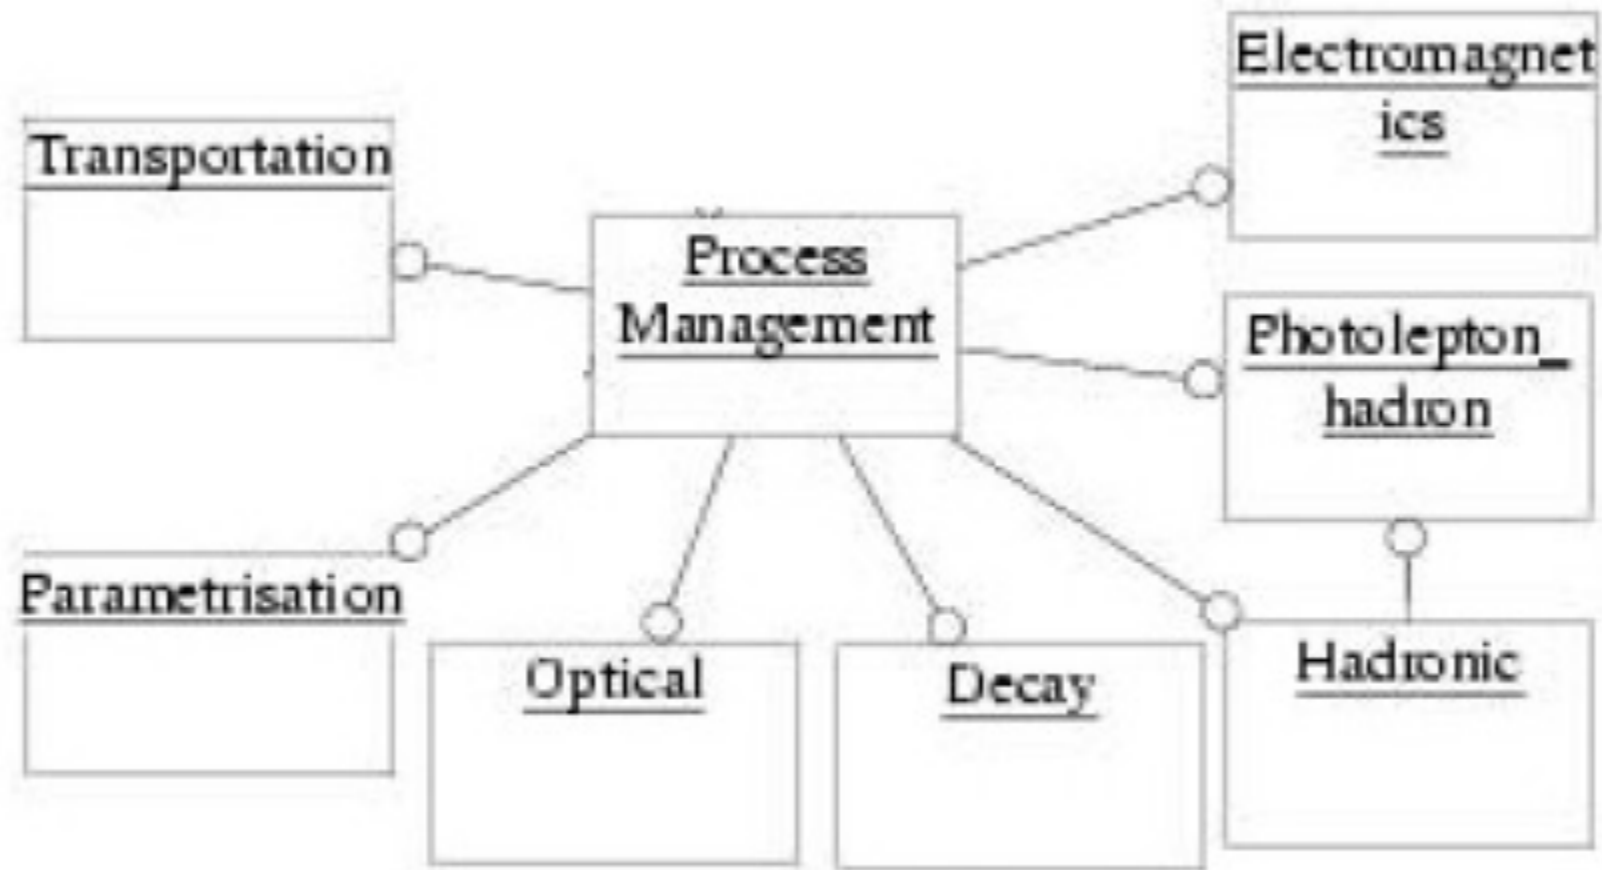 Electromagnet
ics
Transportation
Process
Management
Photolepton_
hadron
Parametrisation
Optical
Decay
Hadronic